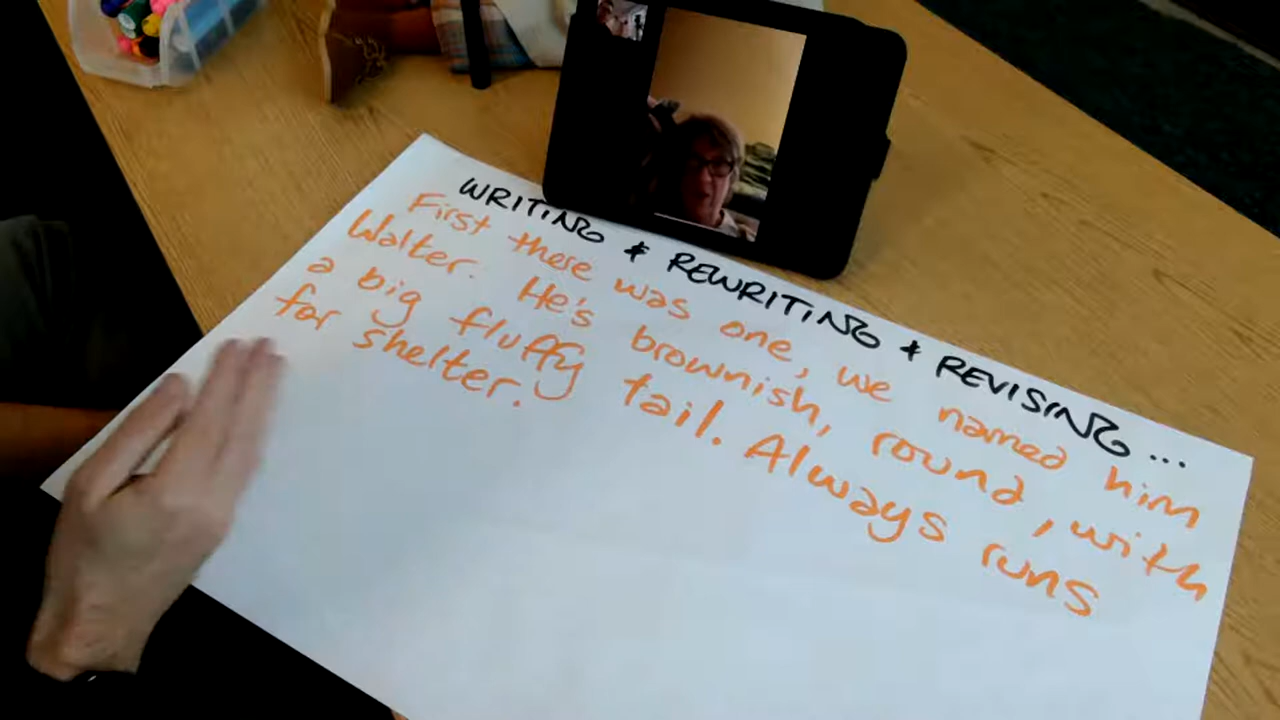 WRITING & REWRITING & REVISING...
First there was one, we named him
Walter. He's brownish, round, with
a big fluffy tail. Always runs
for shelter.